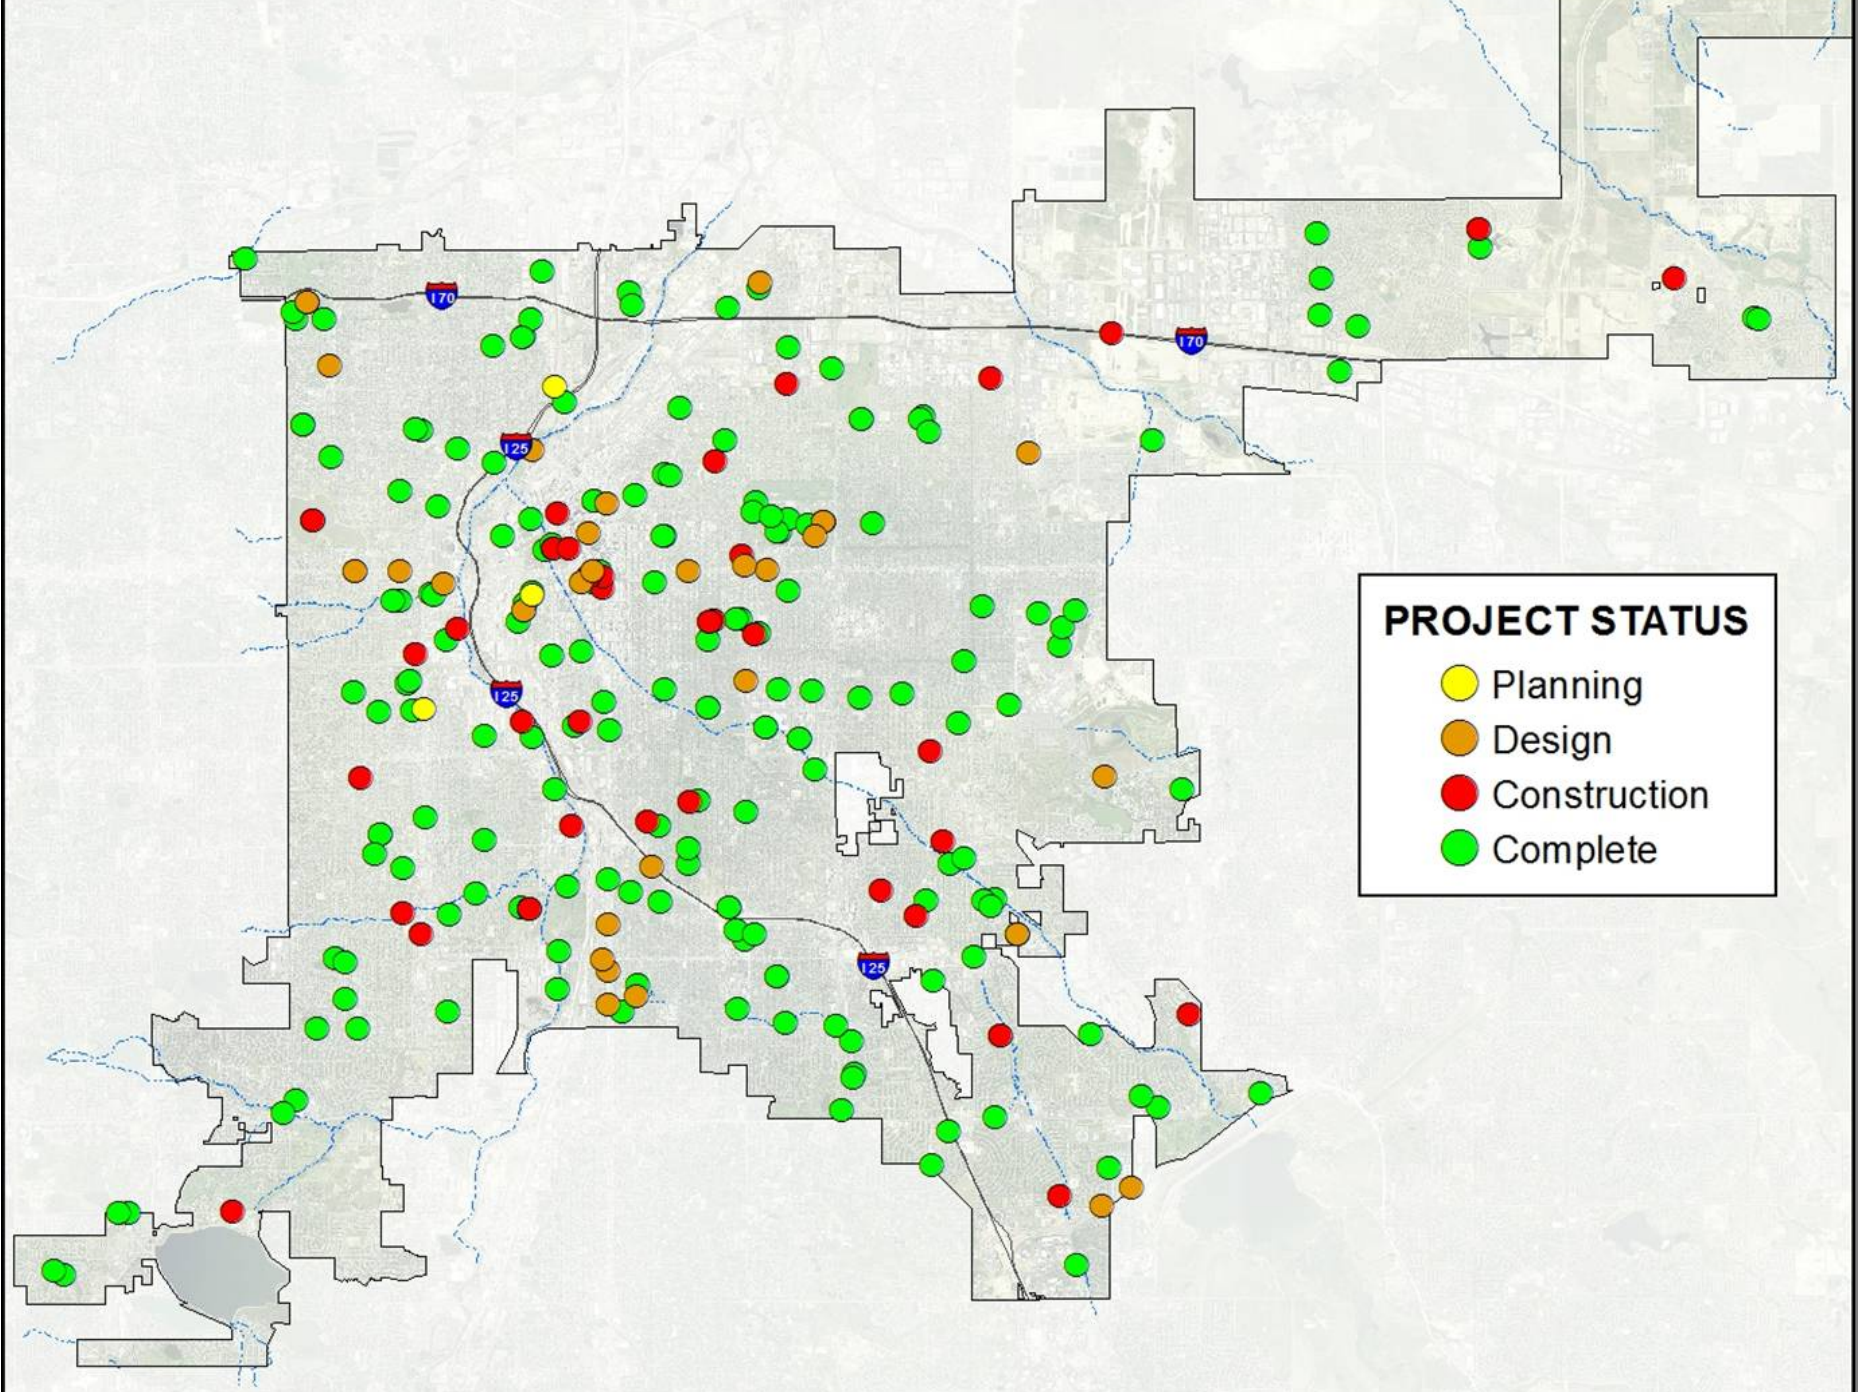 170
170
125
125
125
PROJECT STATUS
Planning
Design
Construction
Complete